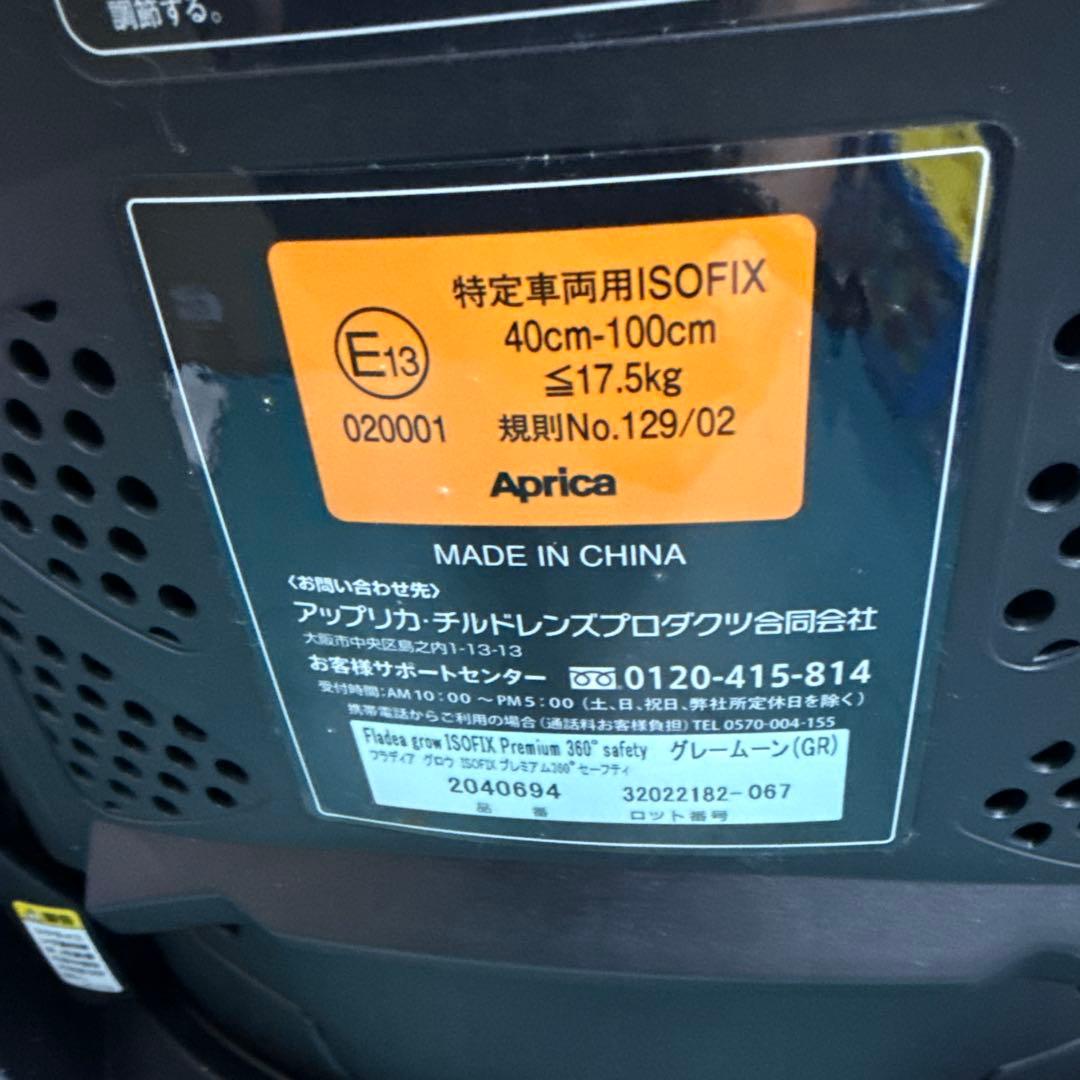 調節する。
特定車両用ISOFIX
40cm-100cm
≦17.5kg
規則No.129/02
E13
020001
Aprica
MADE IN CHINA
〈お問い合わせ先〉
アップリカ・チルドレンズプロダクツ合同会社
大阪市中央区島之内1-13-13
お客様サポートセンター 0120-415-814
受付時間:AM10:00～PM5:00（土、日、祝日、弊社所定休日を除く）
携帯電話からご利用の場合（通話料お客様負担）TEL 0570-004-155
Fladea grow ISOFIX Premium 360° safety グレームーン(GR)
フラディア グロウ ISOFIX プレミアム360° セーフティ
2040694 32022182-067
品番 ロット番号